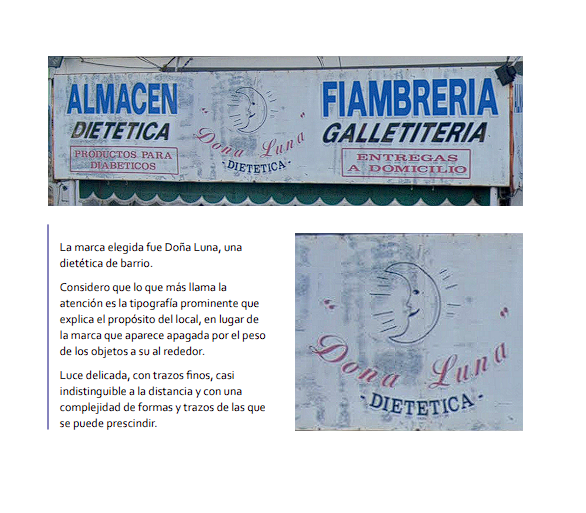 ALMACEN
DIETETICA
PRODUCTOS PARA
DIABETICOS
"Doña Luna"
- DIETETICA -
FIAMBRERIA
GALLETITERIA
ENTREGAS
A DOMICILIO
La marca elegida fue Doña Luna, una
dietética de barrio.
Considero que lo que más llama la
atención es la tipografía prominente que
explica el propósito del local, en lugar de
la marca que aparece apagada por el peso
de los objetos a su al rededor.
Luce delicada, con trazos finos, casi
indistinguible a la distancia y con una
complejidad de formas y trazos de las que
se puede prescindir.
"Doña Luna"
- DIETETICA -